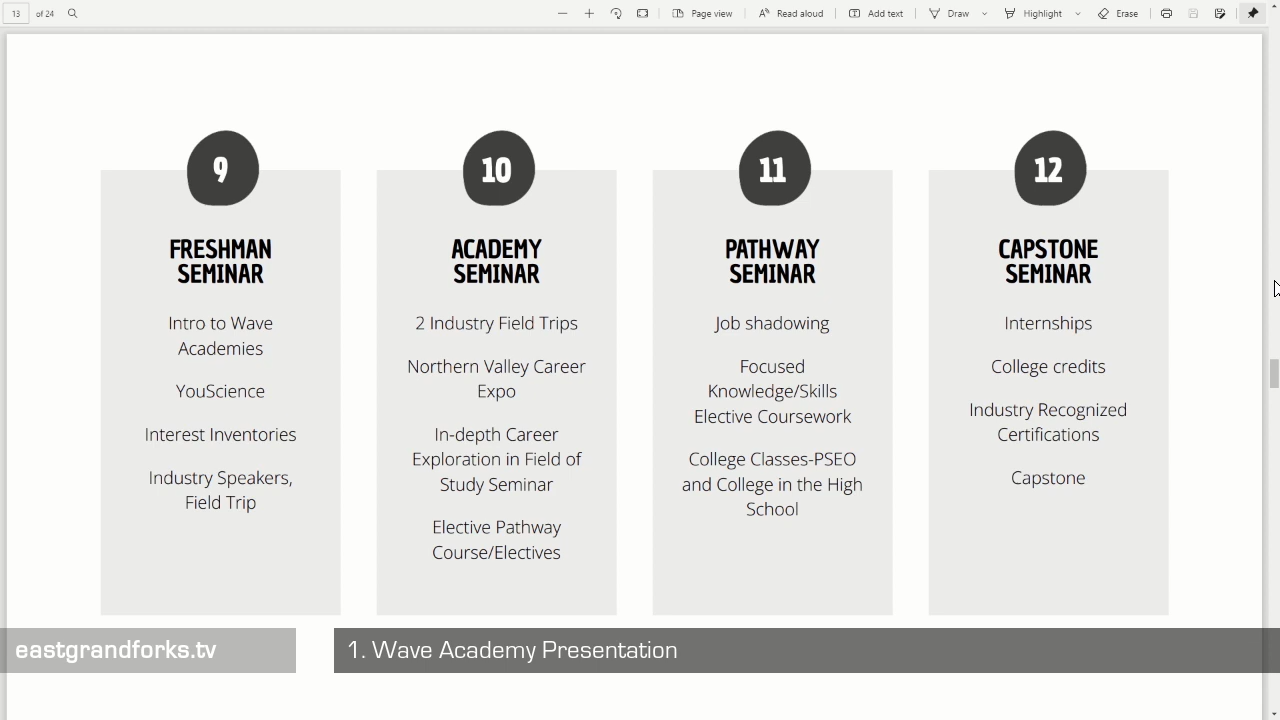 13 of 24 Page view Read aloud Add text Draw Highlight Erase
9
FRESHMAN
SEMINAR
Intro to Wave
Academies
YouScience
Interest Inventories
Industry Speakers,
Field Trip
10
ACADEMY
SEMINAR
2 Industry Field Trips
Northern Valley Career
Expo
In-depth Career
Exploration in Field of
Study Seminar
Elective Pathway
Course/Electives
11
PATHWAY
SEMINAR
Job shadowing
Focused
Knowledge/Skills
Elective Coursework
College Classes-PSEO
and College in the High
School
12
CAPSTONE
SEMINAR
Internships
College credits
Industry Recognized
Certifications
Capstone
eastgrandforks.tv
1. Wave Academy Presentation